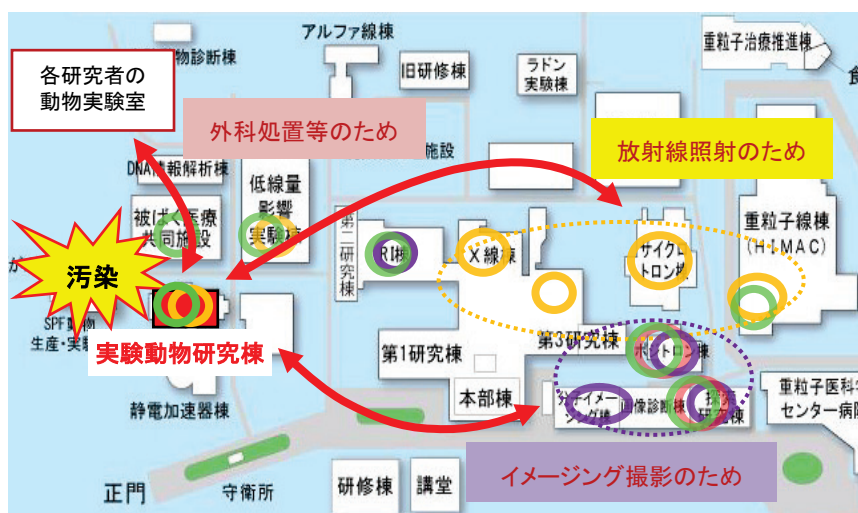 アルファ線棟
重粒子治療推進棟
物診断棟
旧研修棟
ラドン
実験棟
各研究者の
動物実験室
外科処置等のため
施設
放射線照射のため
DNA情報解析棟
低線量
影響
実験棟
被ばく医療
共同施設
第二研究棟
RI棟
X線棟
サイクロ
トロン棟
重粒子線棟
(HIMAC)
汚染
SPF動物
生産・実
実験動物研究棟
第1研究棟
第3研究棟
ポジトロン棟
静電加速器棟
本部棟
分子イメー
ジング棟
画像診断棟
探索
研究棟
重粒子医科学
センター病院
イメージング撮影のため
正門
守衛所
研修棟
講堂